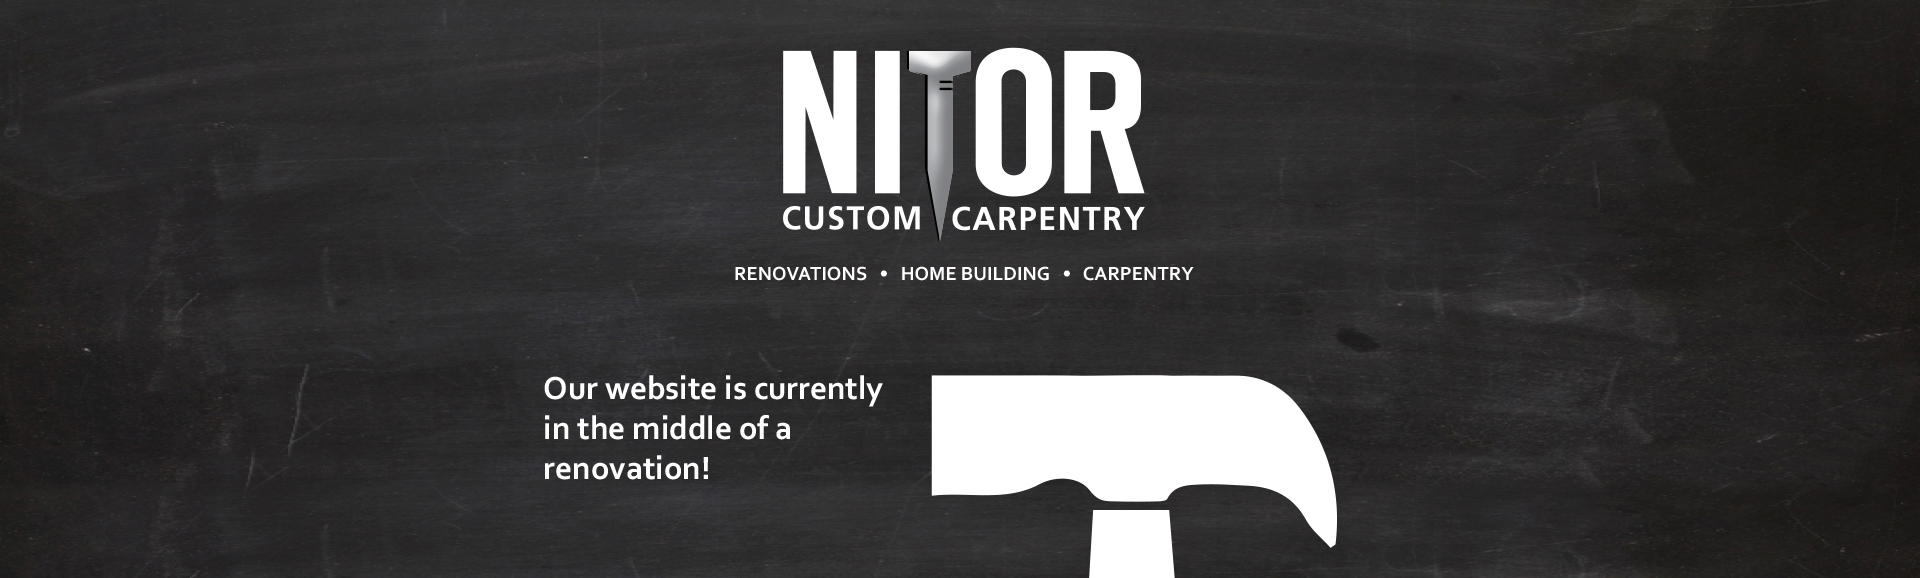 NITOR
CUSTOM CARPENTRY
RENOVATIONS • HOME BUILDING • CARPENTRY
Our website is currently
in the middle of a
renovation!